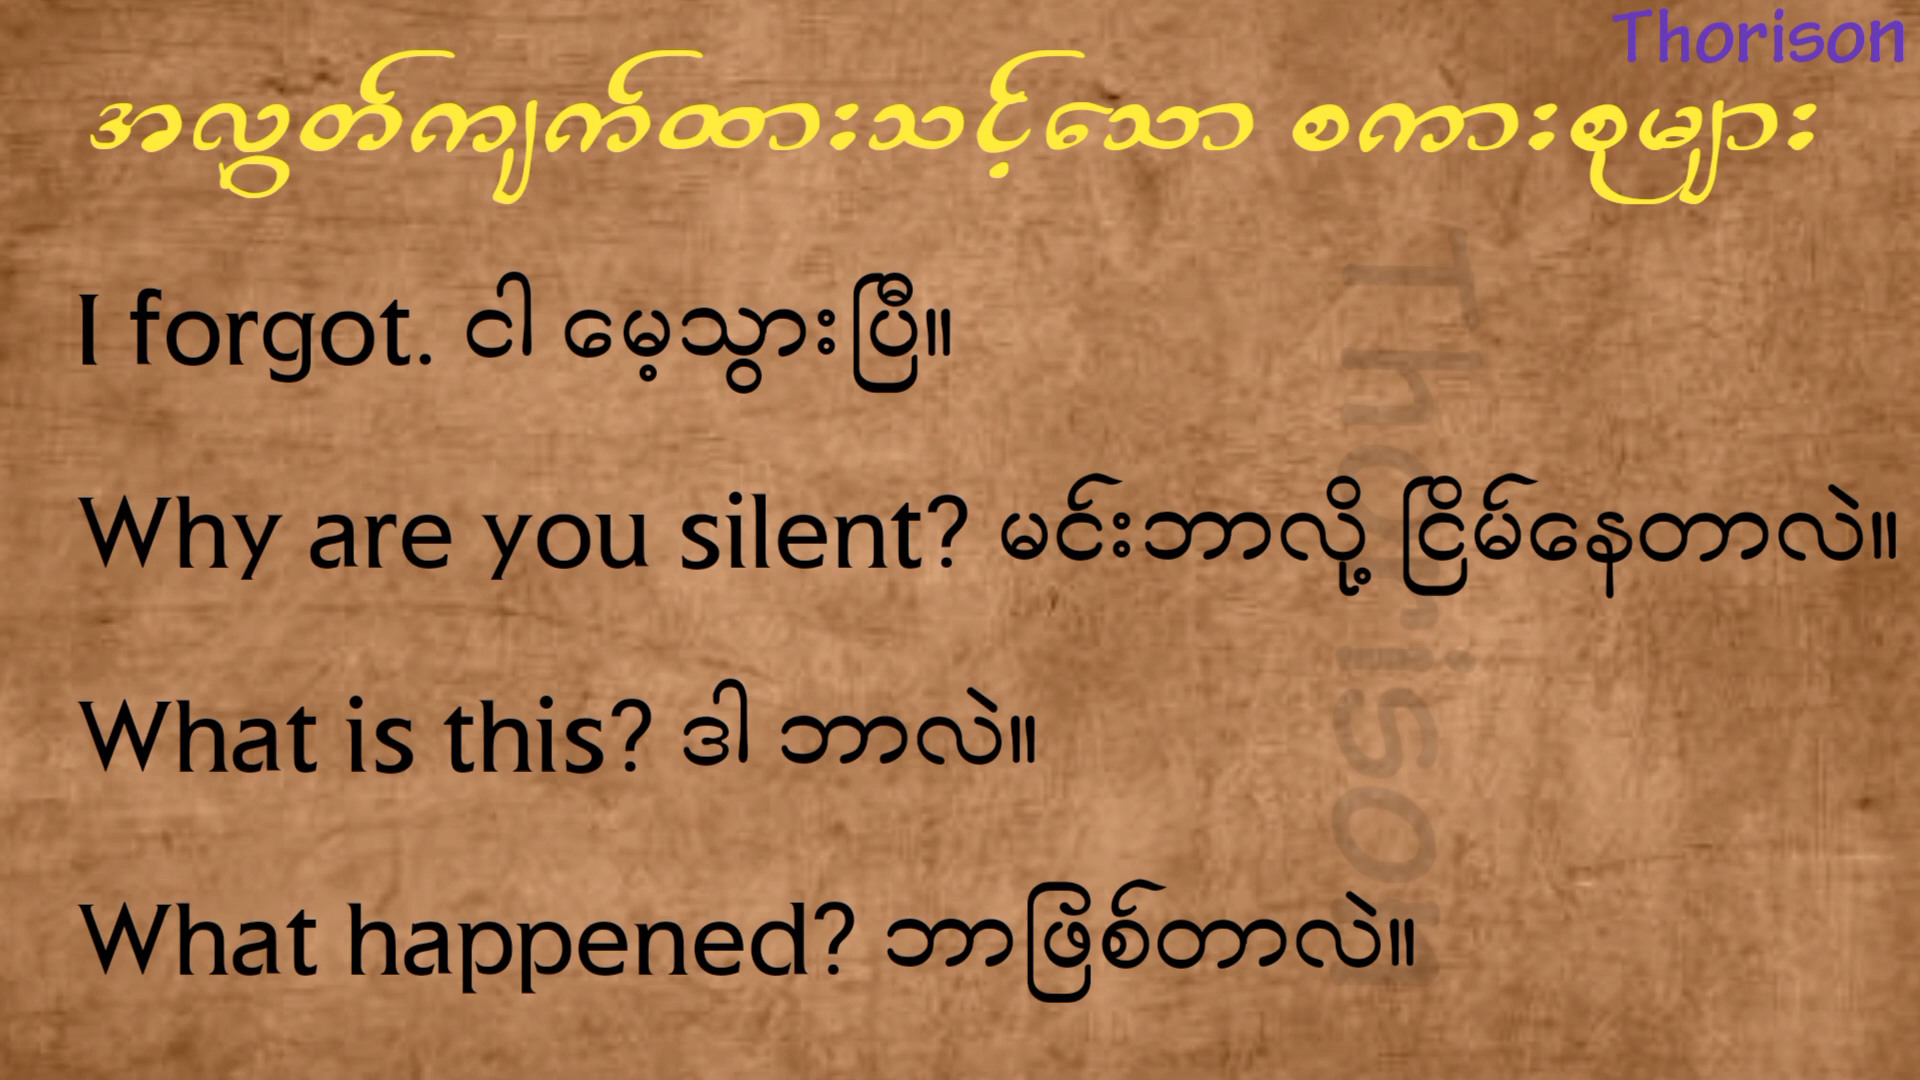 Thorison
အလွတ်ကျက်ထားသင့်သော စကားစုများ
I forgot. ငါ မေ့သွားပြီ။
Why are you silent? မင်းဘာလို့ ငြိမ်နေတာလဲ။
What is this? ဒါ ဘာလဲ။
What happened? ဘာဖြစ်တာလဲ။
Thorison